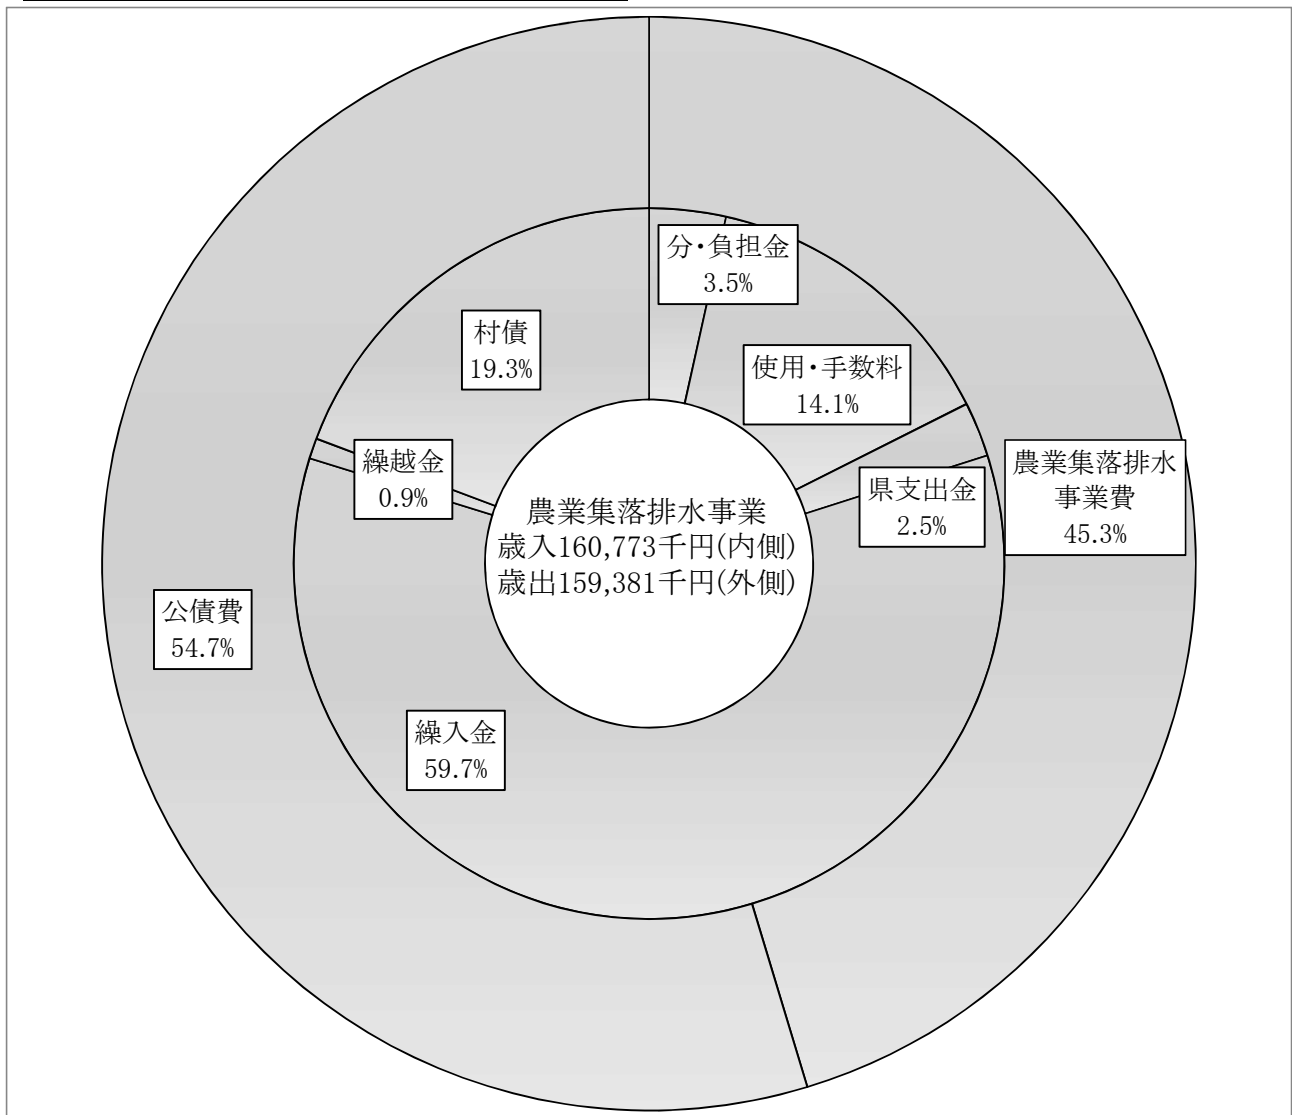 分・負担金
3.5%
村債
19.3%
使用・手数料
14.1%
繰越金
0.9%
県支出金
2.5%
農業集落排水
事業費
45.3%
農業集落排水事業
歳入160,773千円(内側)
歳出159,381千円(外側)
公債費
54.7%
繰入金
59.7%